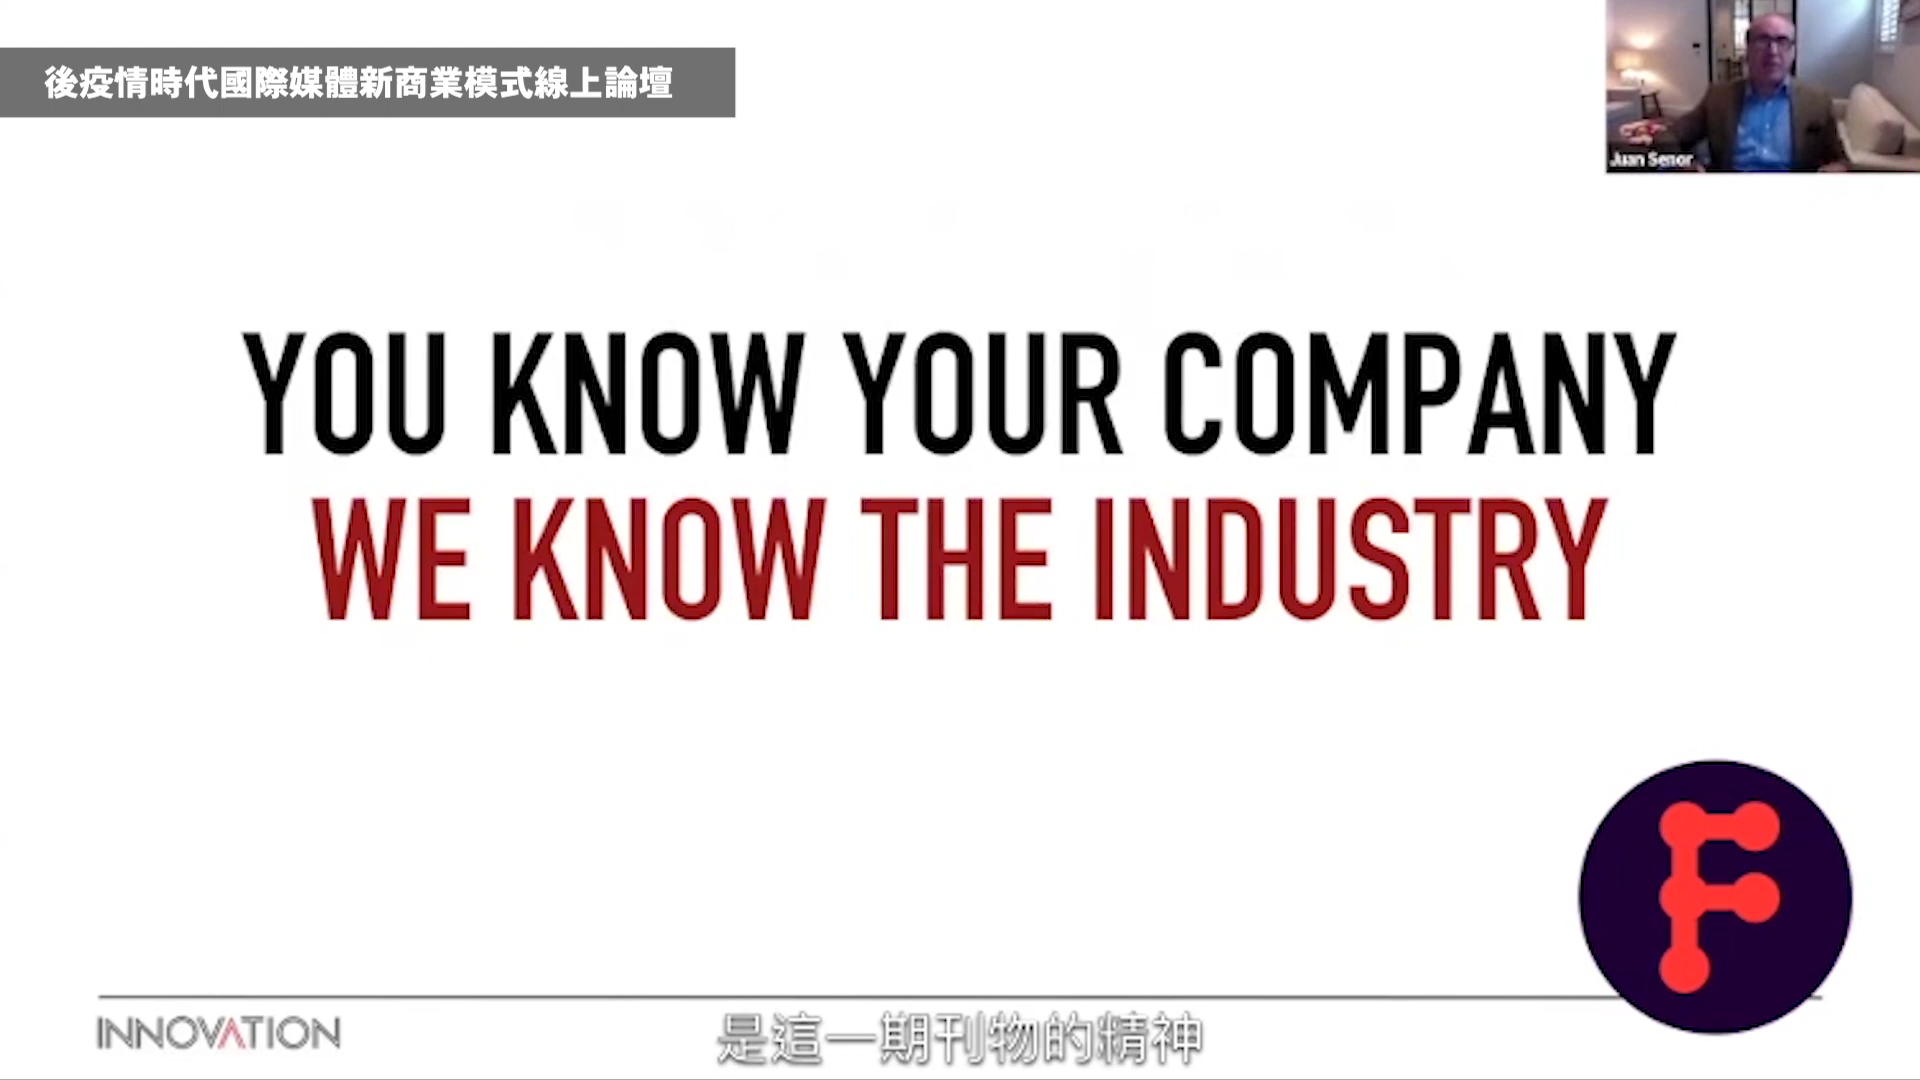 後疫情時代國際媒體新商業模式線上論壇
Juan Senor
YOU KNOW YOUR COMPANY
WE KNOW THE INDUSTRY
INNOVATION
是這一期刊物的精神